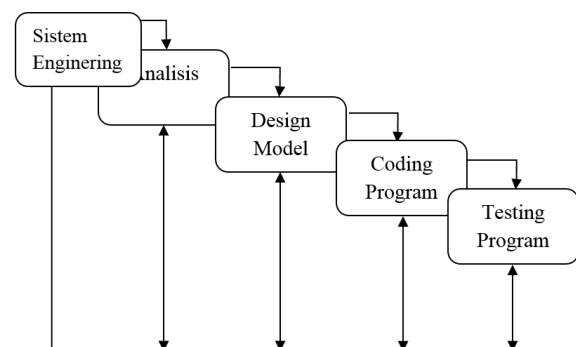 Sistem
Enginering
nalisis
Design
Model
Coding
Program
Testing
Program